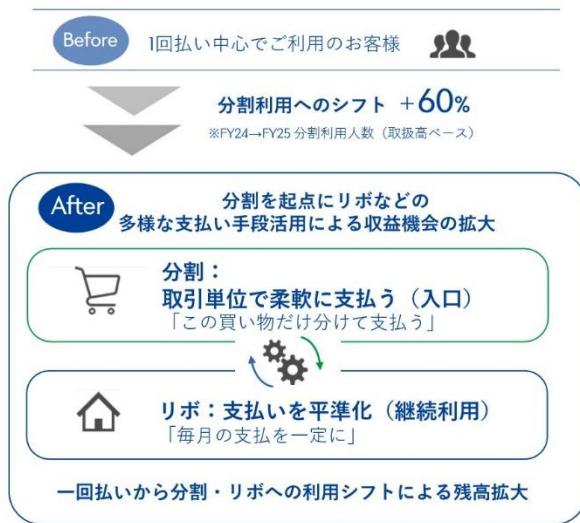 Before
1回払い中心でご利用のお客様
分割利用へのシフト +60%
※FY24→FY25 分割利用人数（取扱高ベース）
After
分割を起点にリボなどの
多様な支払い手段活用による収益機会の拡大
分割：
取引単位で柔軟に支払う（入口）
「この買い物だけ分けて支払う」
リボ：支払いを平準化（継続利用）
「毎月の支払を一定に」
一回払いから分割・リボへの利用シフトによる残高拡大